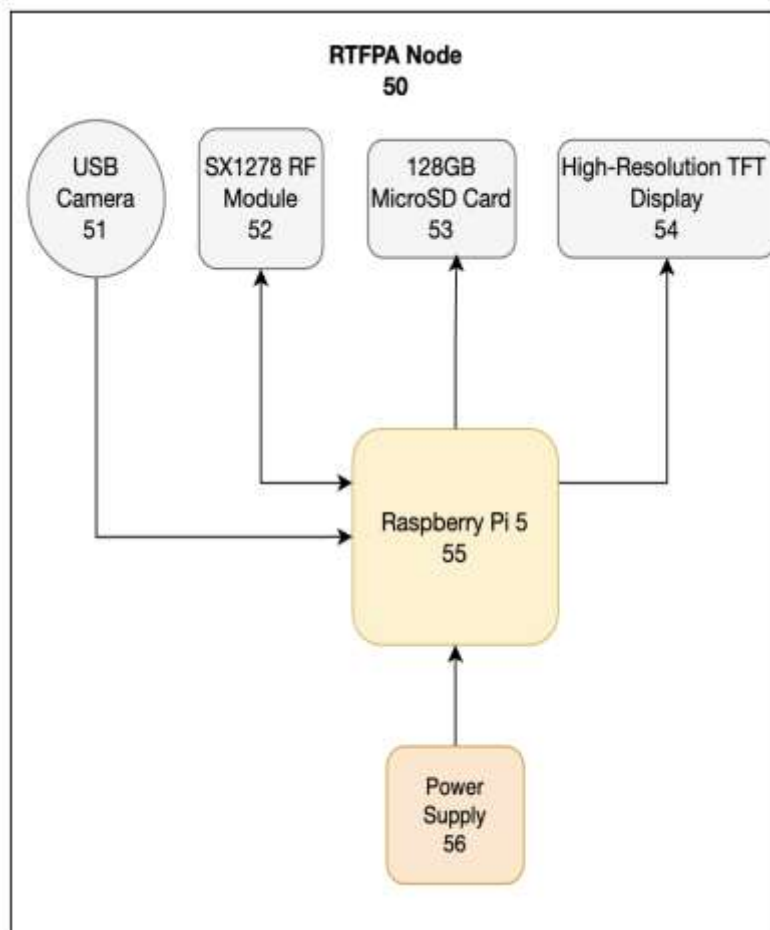 RTFPA Node
50
USB
Camera
51
SX1278 RF
Module
52
128GB
MicroSD Card
53
High-Resolution TFT
Display
54
Raspberry Pi 5
55
Power
Supply
56